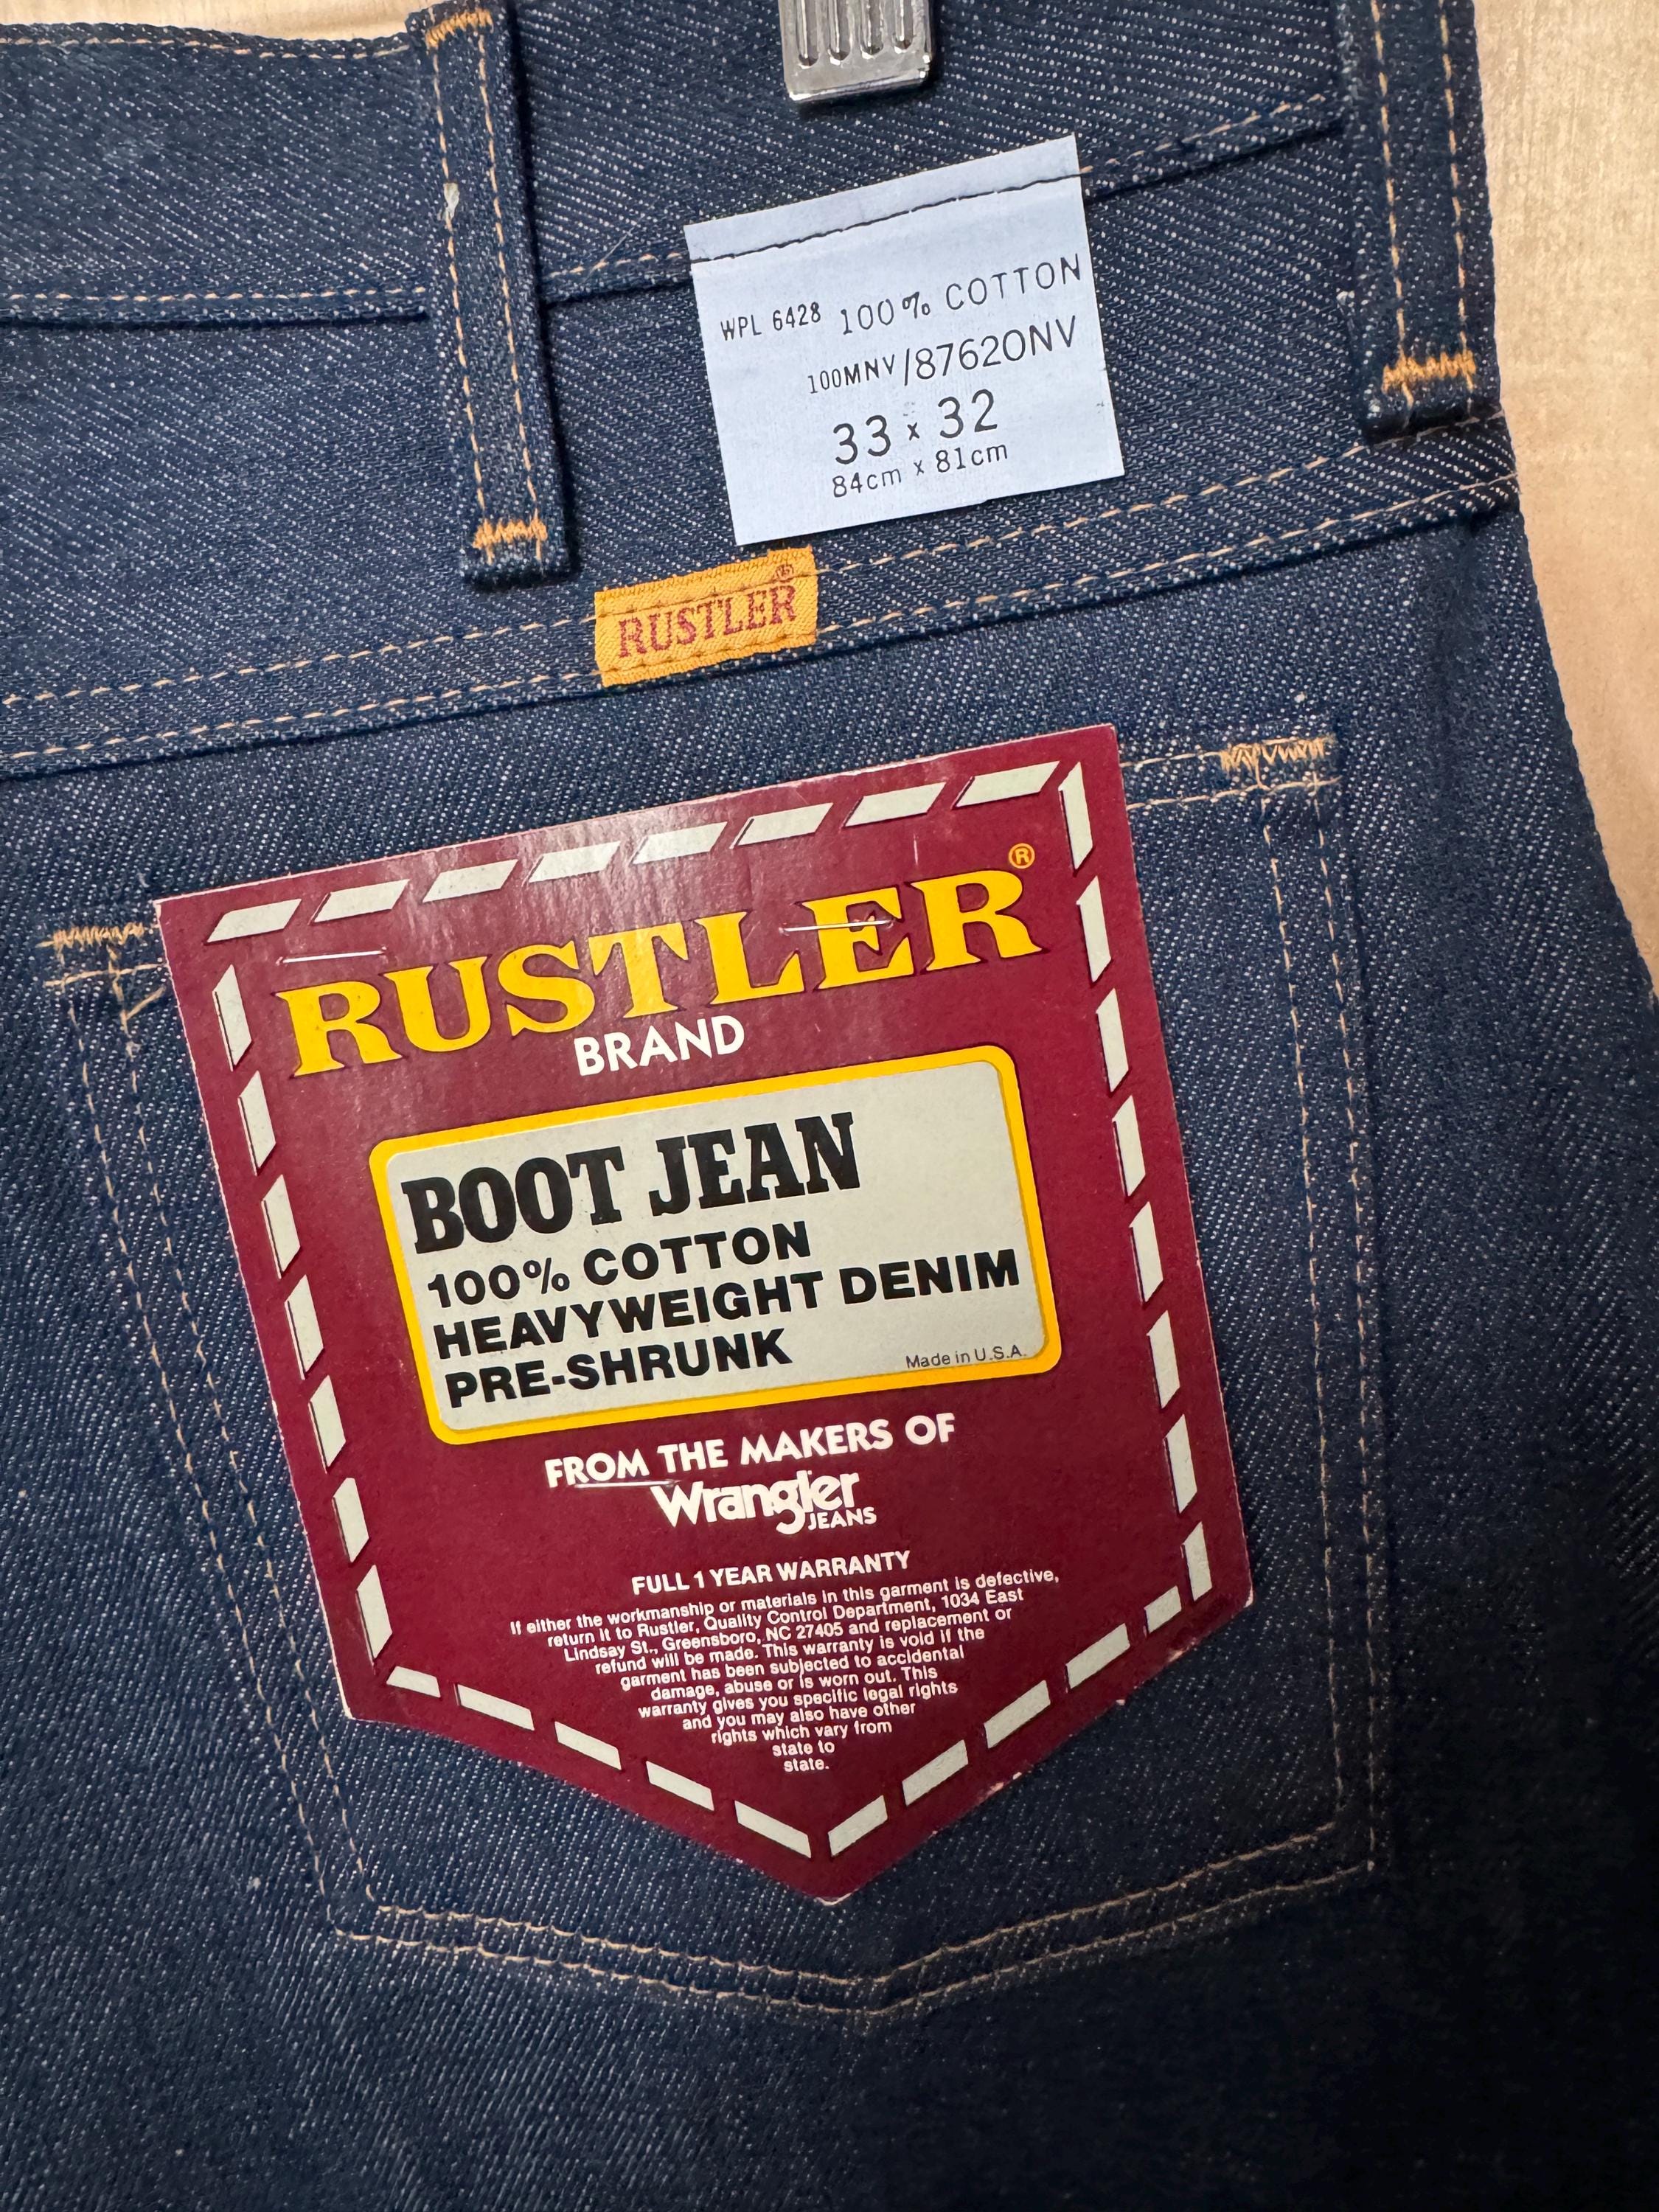 WPL 6428 100% COTTON
100MNV/87620NV
33 x 32
84cm x 81cm
RUSTLER®
RUSTLER®
BRAND
BOOT JEAN
100% COTTON
HEAVYWEIGHT DENIM
PRE-SHRUNK
Made in U.S.A.
FROM THE MAKERS OF
Wrangler
JEANS
FULL 1 YEAR WARRANTY
If either the workmanship or materials in this garment is defective,
return it to Rustler, Quality Control Department, 1034 East
Lindsay St., Greensboro, NC 27405 and replacement or
refund will be made. This warranty is void if the
garment has been subjected to accidental
damage, abuse or is worn out. This
warranty gives you specific legal rights
and you may also have other
rights which vary from
state to
state.